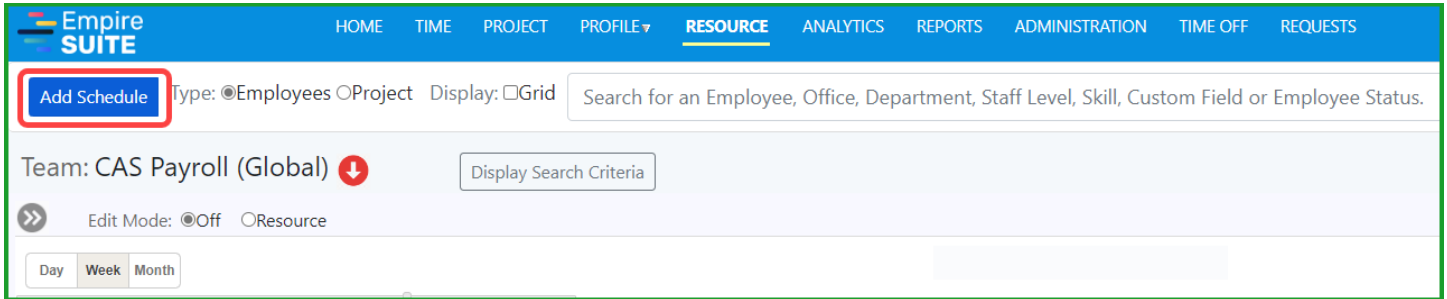 Empire SUITE
HOME TIME PROJECT PROFILE RESOURCE ANALYTICS REPORTS ADMINISTRATION TIME OFF REQUESTS
Add Schedule Type: Employees Project Display: Grid Search for an Employee, Office, Department, Staff Level, Skill, Custom Field or Employee Status.
Team: CAS Payroll (Global) Display Search Criteria
Edit Mode: Off Resource
Day Week Month